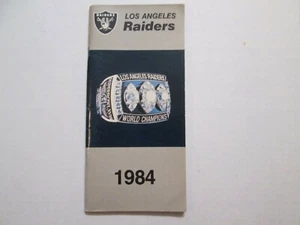 RAIDERS
LOS ANGELES
Raiders
LOS ANGELES RAIDERS
WORLD CHAMPIONS
1984